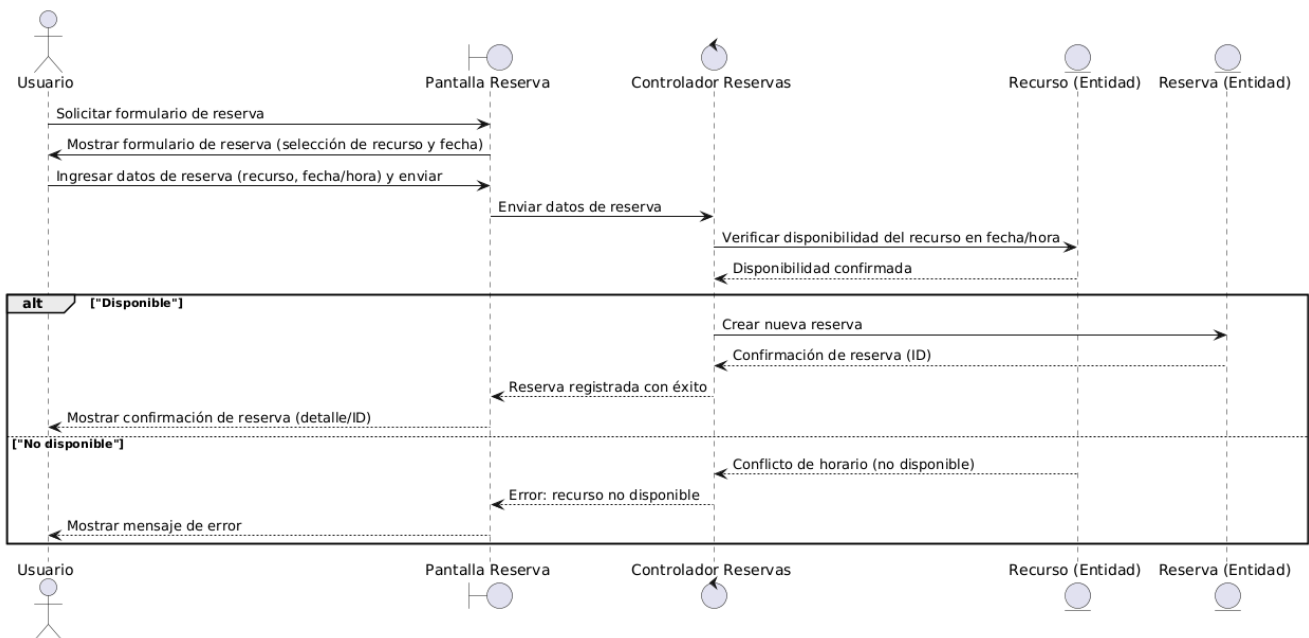 Usuario
Pantalla Reserva
Controlador Reservas
Recurso (Entidad)
Reserva (Entidad)
Solicitar formulario de reserva
Mostrar formulario de reserva (selección de recurso y fecha)
Ingresar datos de reserva (recurso, fecha/hora) y enviar
Enviar datos de reserva
Verificar disponibilidad del recurso en fecha/hora
Disponibilidad confirmada
alt ["Disponible"]
Crear nueva reserva
Confirmación de reserva (ID)
Reserva registrada con éxito
Mostrar confirmación de reserva (detalle/ID)
["No disponible"]
Conflicto de horario (no disponible)
Error: recurso no disponible
Mostrar mensaje de error
Usuario
Pantalla Reserva
Controlador Reservas
Recurso (Entidad)
Reserva (Entidad)